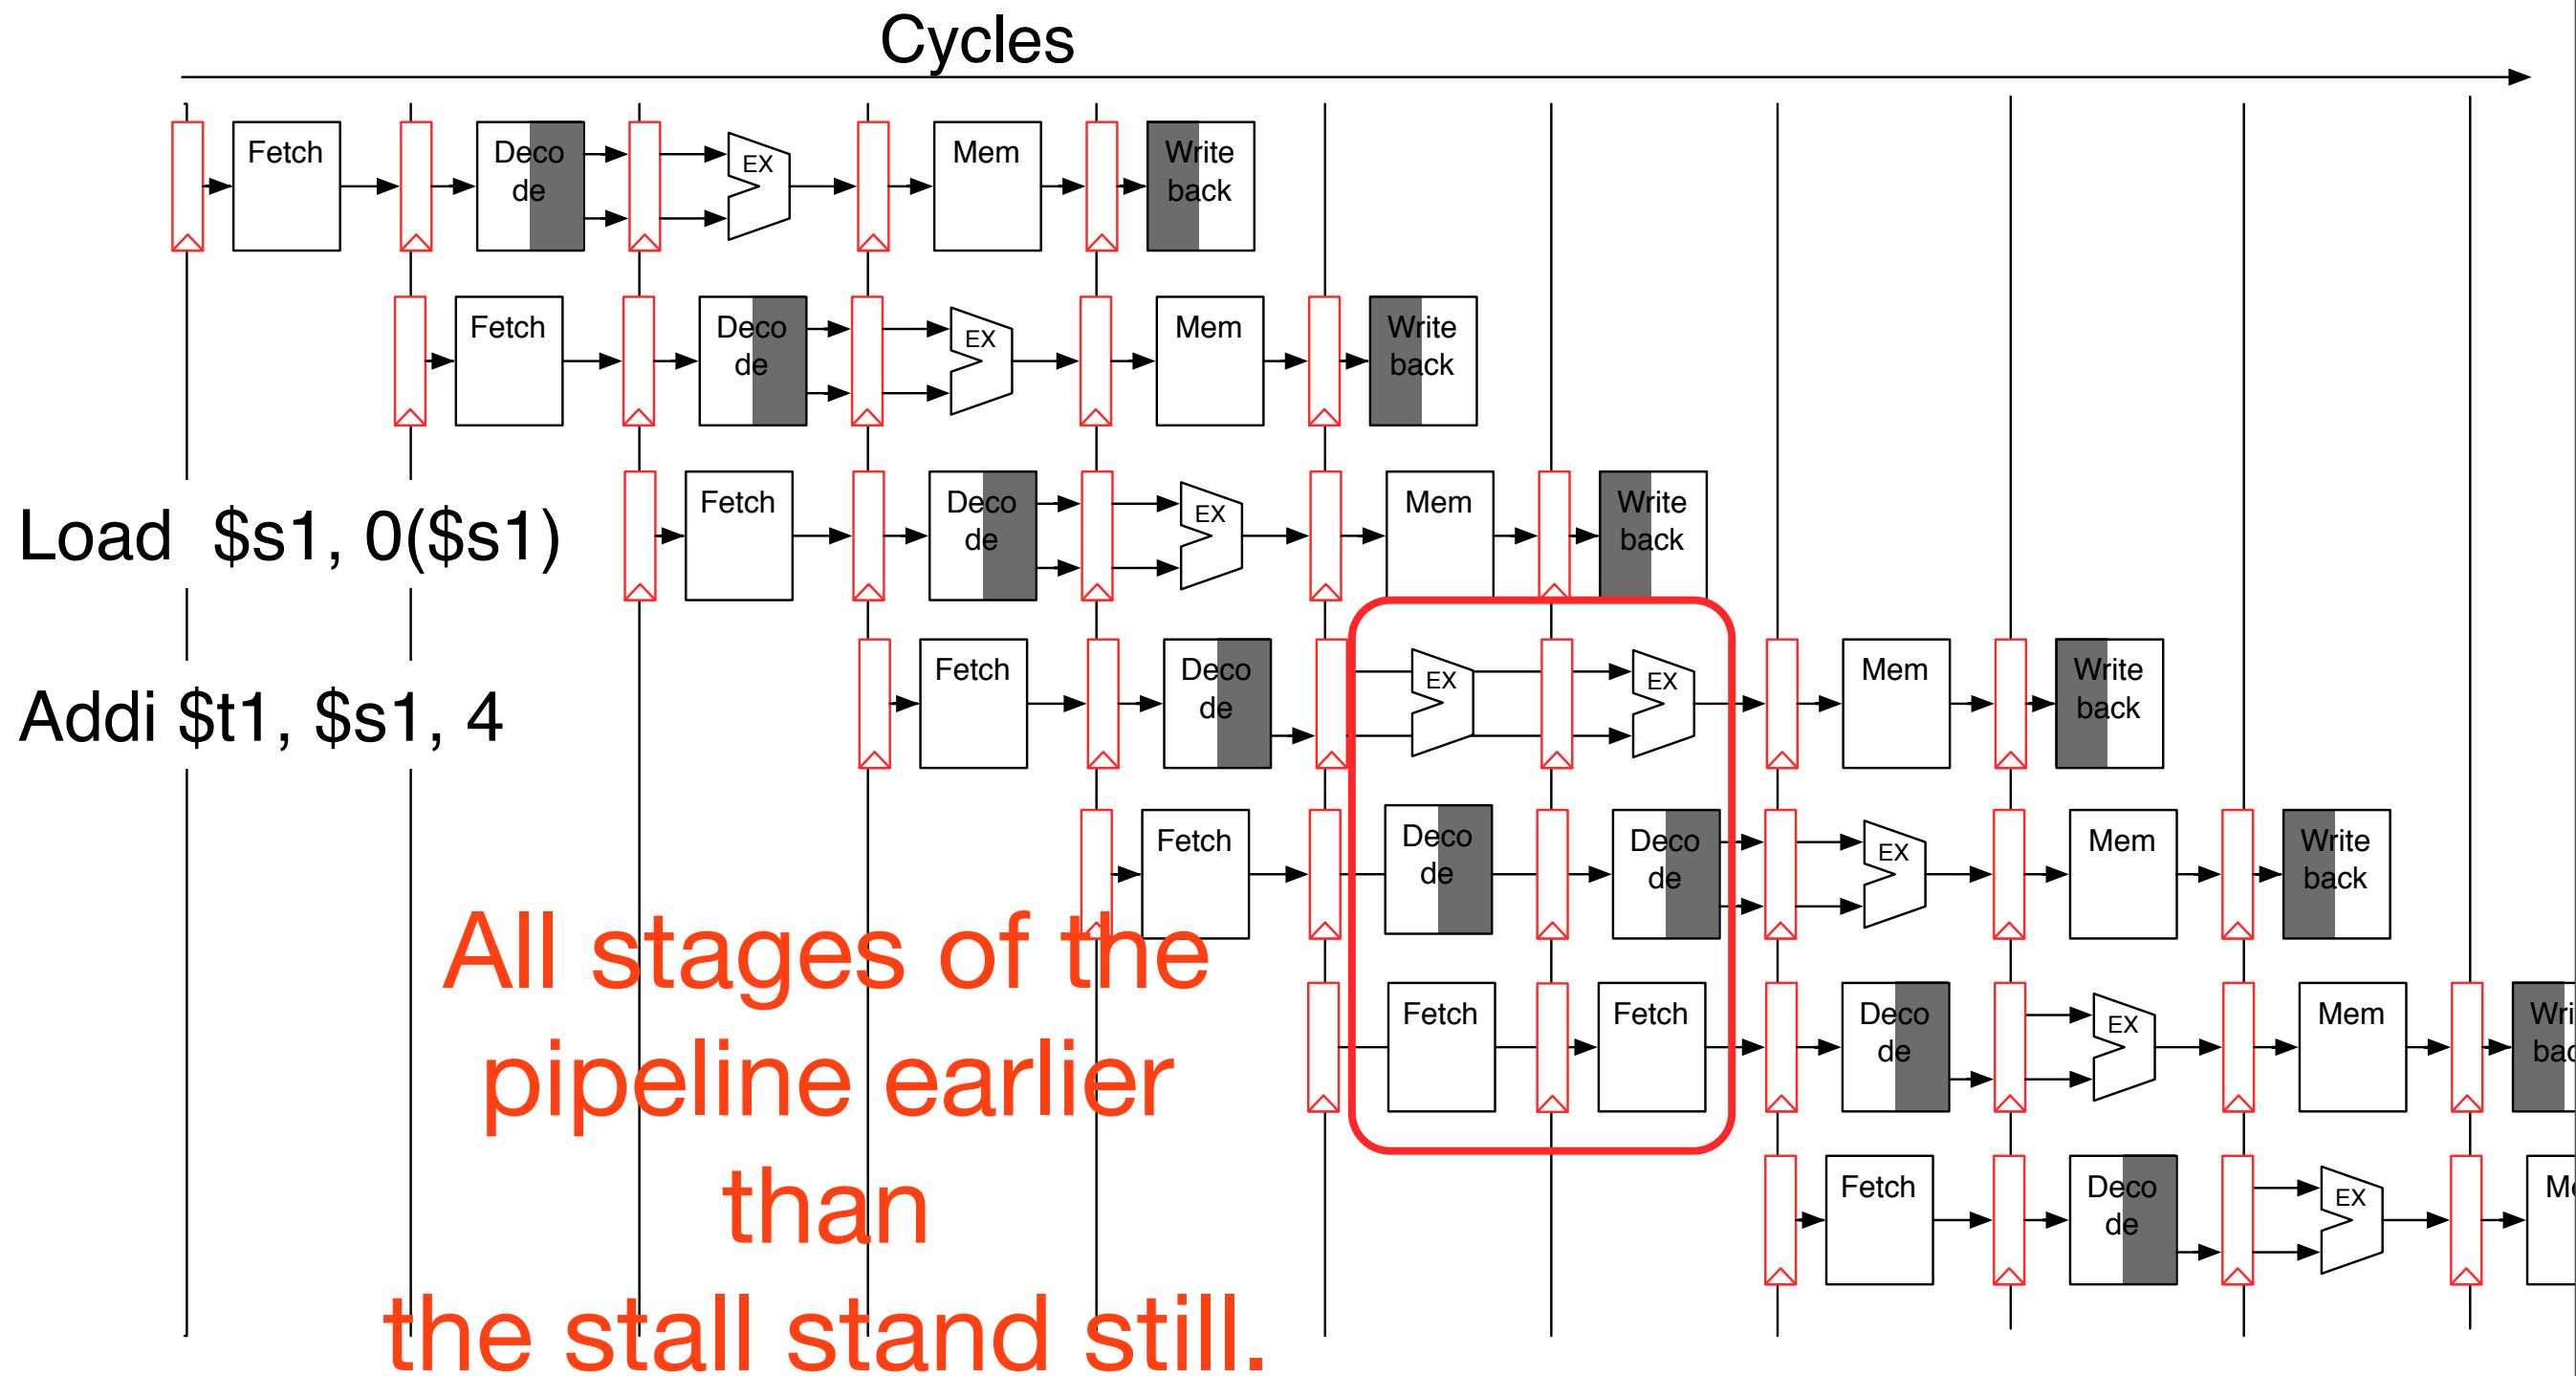 Cycles
Fetch
Deco
de
EX
Mem
Write
back
Fetch
Deco
de
EX
Mem
Write
back
Load $s1, 0($s1)
Fetch
Deco
de
EX
Mem
Write
back
Addi $t1, $s1, 4
Fetch
Deco
de
EX
EX
Mem
Write
back
Fetch
Deco
de
Deco
de
EX
Mem
Write
back
Fetch
Fetch
Deco
de
EX
Mem
Wri
bac
Fetch
Deco
de
EX
Me
All stages of the
pipeline earlier
than
the stall stand still.